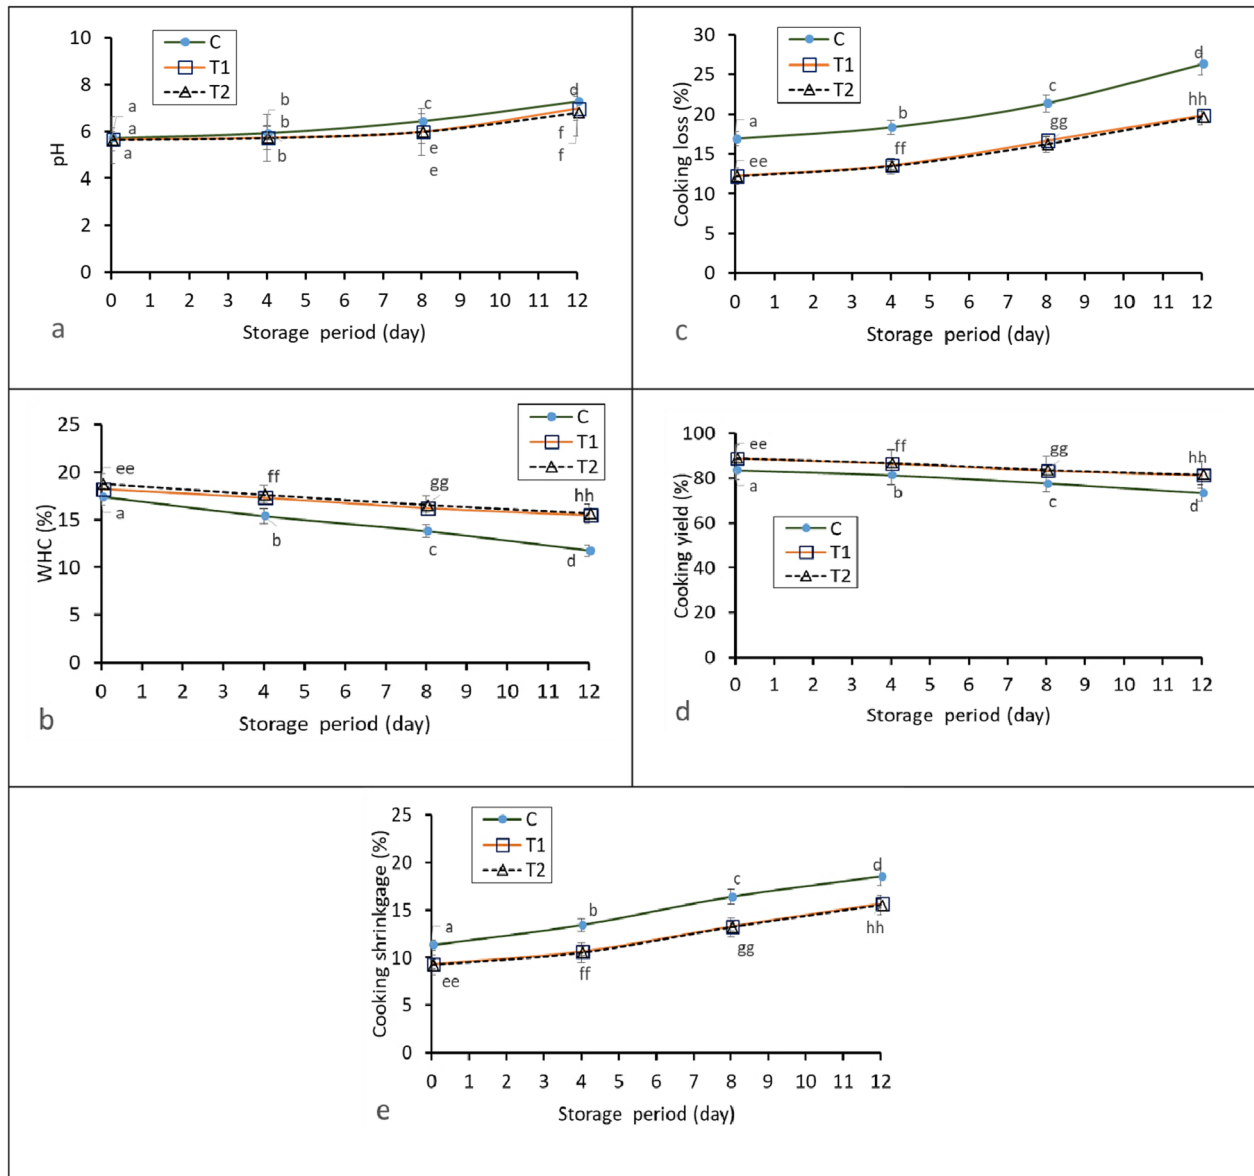 10
8
6
4
2
0
pH
C
T1
T2
a
a
a
b
b
b
c
e
e
d
f
f
0 1 2 3 4 5 6 7 8 9 10 11 12
Storage period (day)
a
30
25
20
15
10
5
0
Cooking loss (%)
C
T1
T2
a
b
c
d
ee
ff
gg
hh
0 1 2 3 4 5 6 7 8 9 10 11 12
Storage period (day)
c
25
20
15
10
5
0
WHC (%)
C
T1
T2
ee
ff
gg
hh
a
b
c
d
0 1 2 3 4 5 6 7 8 9 10 11 12
Storage period (day)
b
100
80
60
40
20
0
Cooking yield (%)
C
T1
T2
ee
ff
gg
hh
a
b
c
d
0 1 2 3 4 5 6 7 8 9 10 11 12
Storage period (day)
d
25
20
15
10
5
0
Cooking shrinkgage (%)
C
T1
T2
a
b
c
d
ee
ff
gg
hh
0 1 2 3 4 5 6 7 8 9 10 11 12
Storage period (day)
e